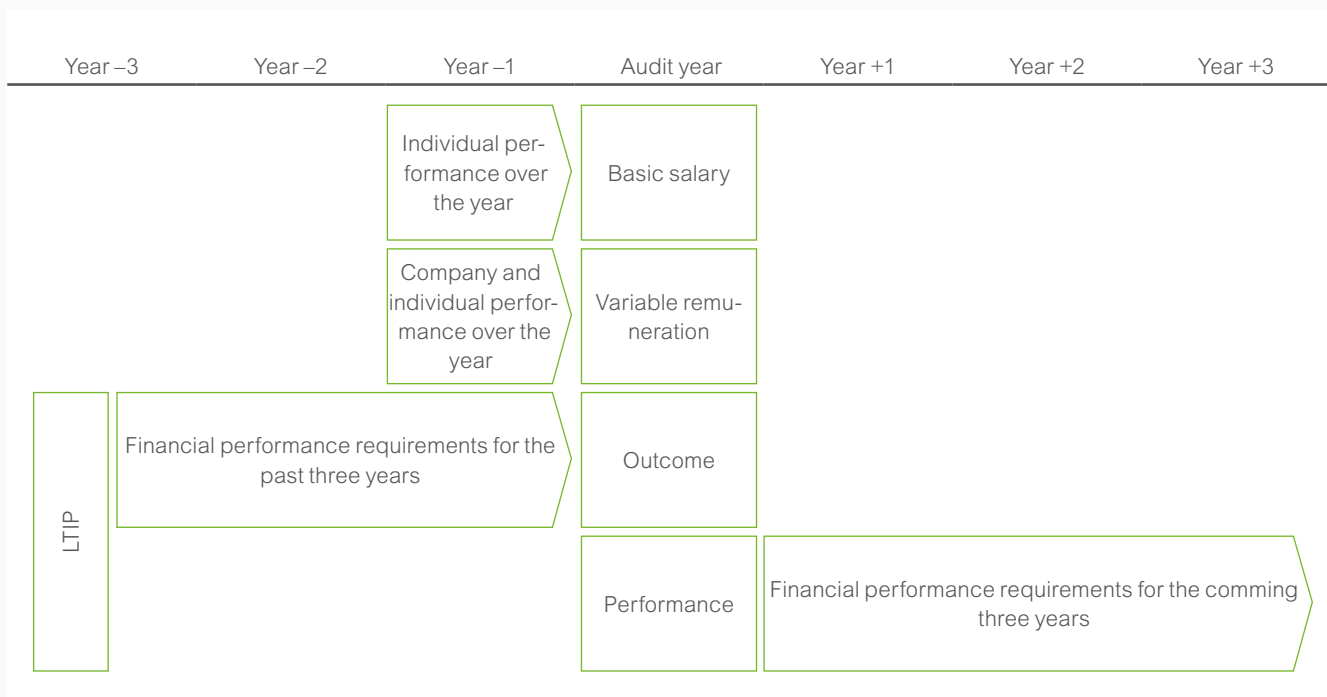 Year –3 Year –2 Year –1 Audit year Year +1 Year +2 Year +3
Individual per-
formance over
the year
Basic salary
Company and
individual perfor-
mance over the
year
Variable remu-
neration
LTIP
Financial performance requirements for the
past three years
Outcome
Performance
Financial performance requirements for the comming
three years